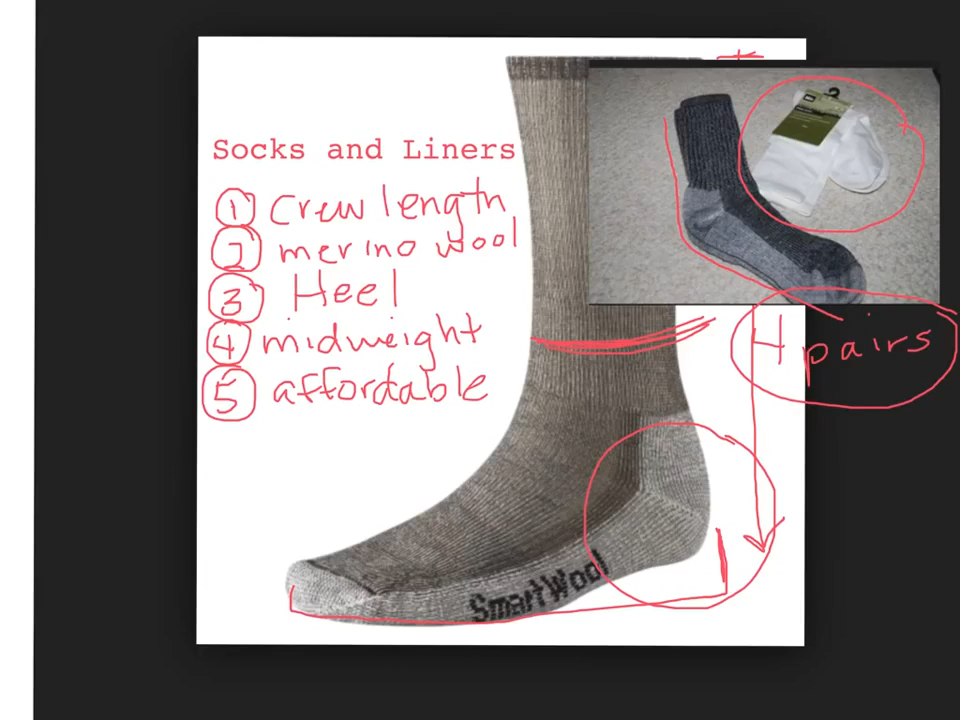 Socks and Liners
1 Crew length
2 merino wool
3 Heel
4 midweight
5 affordable
4 pairs
SmartWool